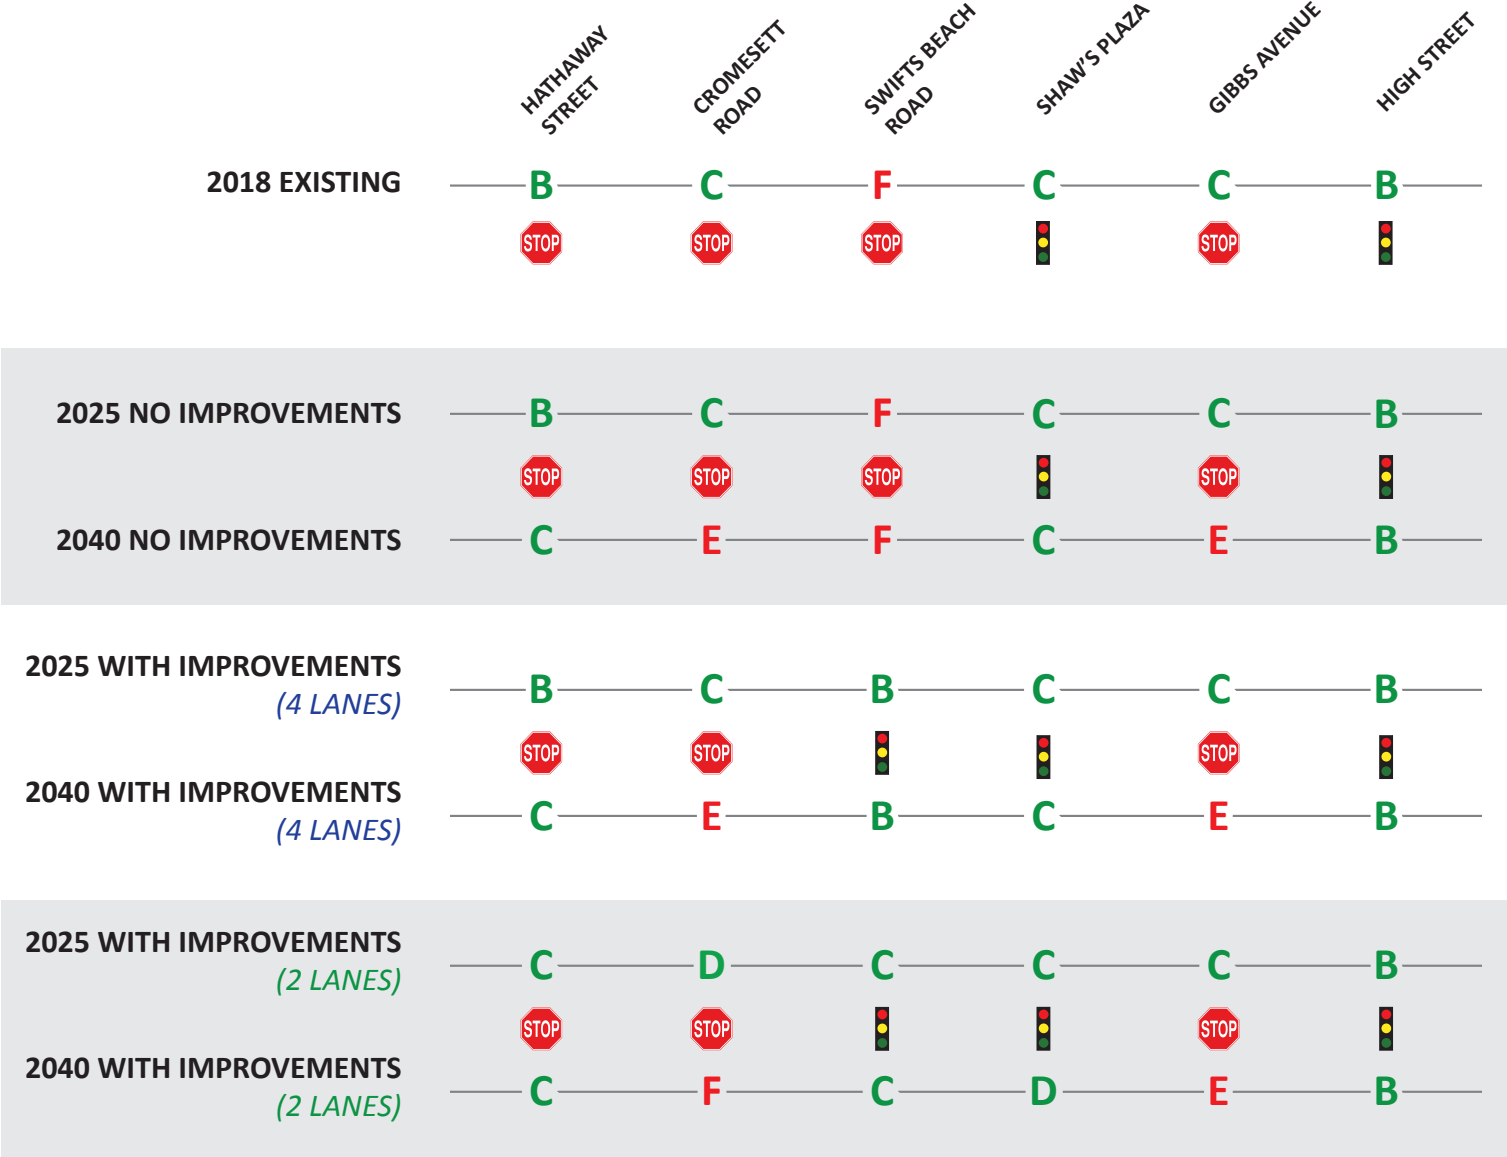 HATHAWAY
STREET
CROMESETT
ROAD
SWIFTS BEACH
ROAD
SHAW'S PLAZA
GIBBS AVENUE
HIGH STREET
2018 EXISTING B C F C C B
STOP STOP STOP STOP
2025 NO IMPROVEMENTS B C F C C B
STOP STOP STOP STOP
2040 NO IMPROVEMENTS C E F C E B
2025 WITH IMPROVEMENTS
(4 LANES) B C B C C B
STOP STOP STOP
2040 WITH IMPROVEMENTS
(4 LANES) C E B C E B
2025 WITH IMPROVEMENTS
(2 LANES) C D C C C B
STOP STOP STOP
2040 WITH IMPROVEMENTS
(2 LANES) C F C D E B